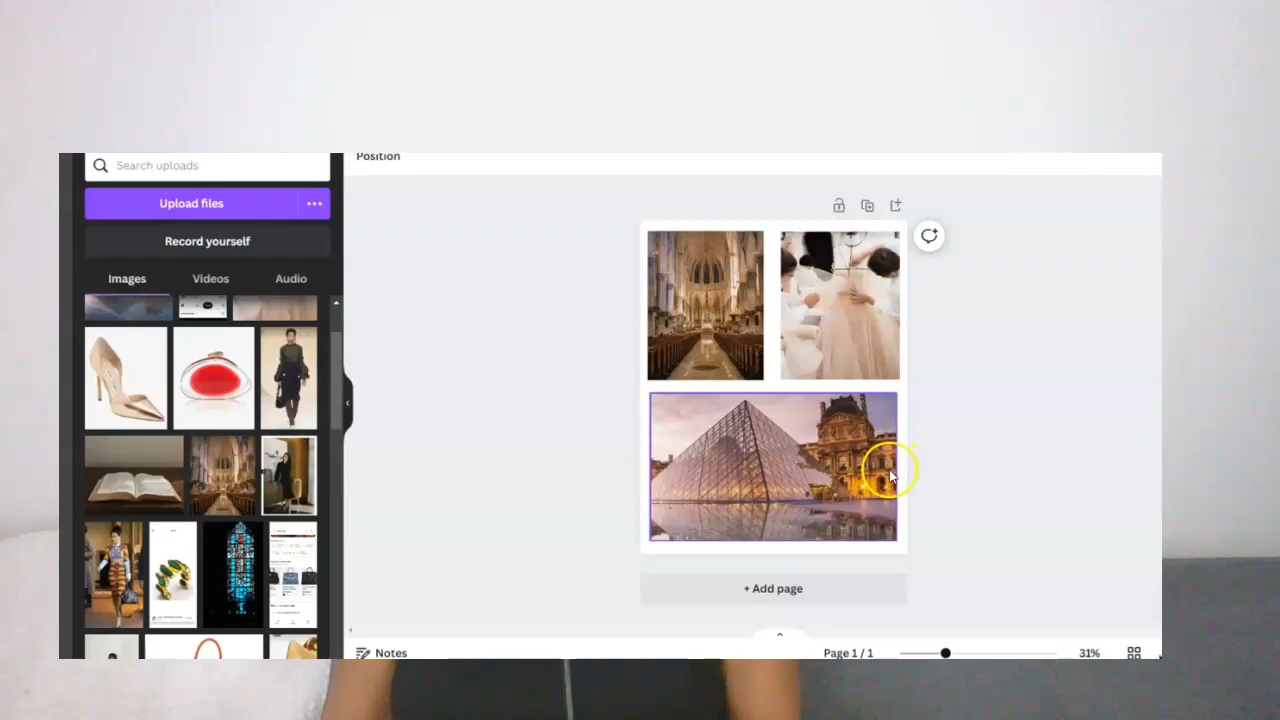 Position
Search uploads
Upload files
Record yourself
Images Videos Audio
+ Add page
Notes
Page 1 / 1
31%